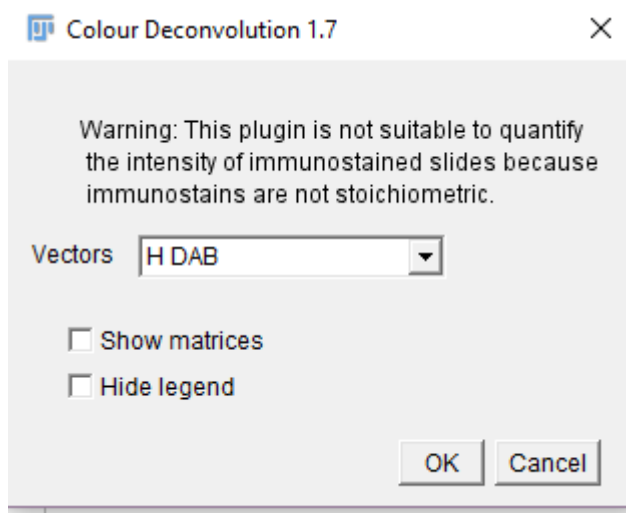 Colour Deconvolution 1.7
Warning: This plugin is not suitable to quantify
the intensity of immunostained slides because
immunostains are not stoichiometric.
Vectors H DAB
Show matrices
Hide legend
OK Cancel